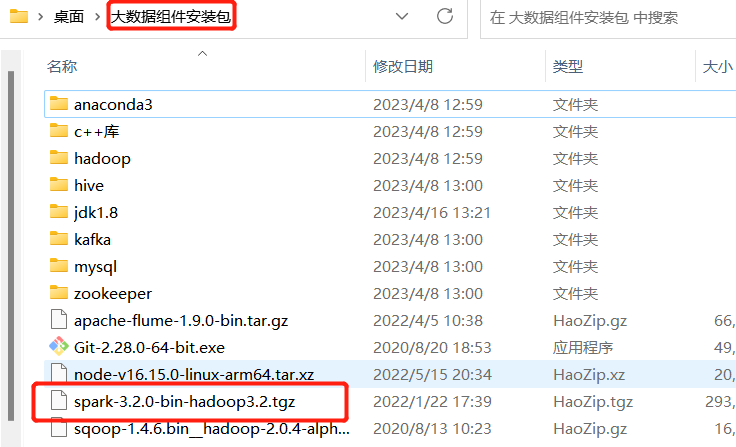 桌面 大数据组件安装包 在 大数据组件安装包 中搜索
名称 修改日期 类型 大小
anaconda3 2023/4/8 12:59 文件夹
c++库 2023/4/8 12:59 文件夹
hadoop 2023/4/8 12:59 文件夹
hive 2023/4/8 13:00 文件夹
jdk1.8 2023/4/16 13:21 文件夹
kafka 2023/4/8 13:00 文件夹
mysql 2023/4/8 13:00 文件夹
zookeeper 2023/4/8 13:00 文件夹
apache-flume-1.9.0-bin.tar.gz 2022/4/5 10:38 HaoZip.gz 66,
Git-2.28.0-64-bit.exe 2020/8/20 18:53 应用程序 49,
node-v16.15.0-linux-arm64.tar.xz 2022/5/15 20:34 HaoZip.xz 20,
spark-3.2.0-bin-hadoop3.2.tgz 2022/1/22 17:39 HaoZip.tgz 293,
sqoop-1.4.6.bin__hadoop-2.0.4-alph... 2020/8/13 10:23 HaoZip.gz 16,